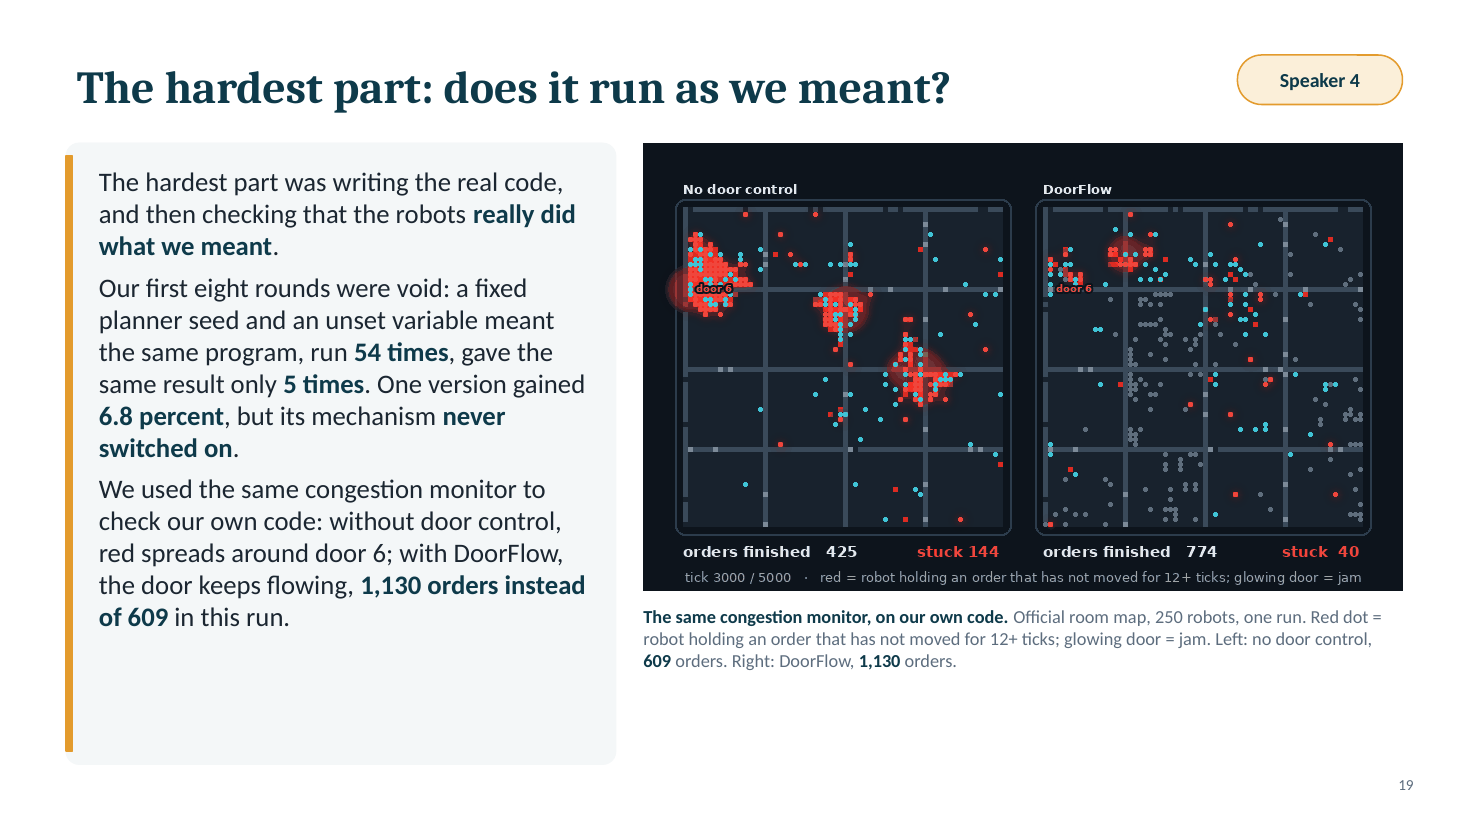 The hardest part: does it run as we meant?
Speaker 4
The hardest part was writing the real code,
and then checking that the robots really did
what we meant.
Our first eight rounds were void: a fixed
planner seed and an unset variable meant
the same program, run 54 times, gave the
same result only 5 times. One version gained
6.8 percent, but its mechanism never
switched on.
We used the same congestion monitor to
check our own code: without door control,
red spreads around door 6; with DoorFlow,
the door keeps flowing, 1,130 orders instead
of 609 in this run.
No door control
door 6
orders finished 425 stuck 144
DoorFlow
door 6
orders finished 774 stuck 40
tick 3000 / 5000 · red = robot holding an order that has not moved for 12+ ticks; glowing door = jam
The same congestion monitor, on our own code. Official room map, 250 robots, one run. Red dot =
robot holding an order that has not moved for 12+ ticks; glowing door = jam. Left: no door control,
609 orders. Right: DoorFlow, 1,130 orders.
19